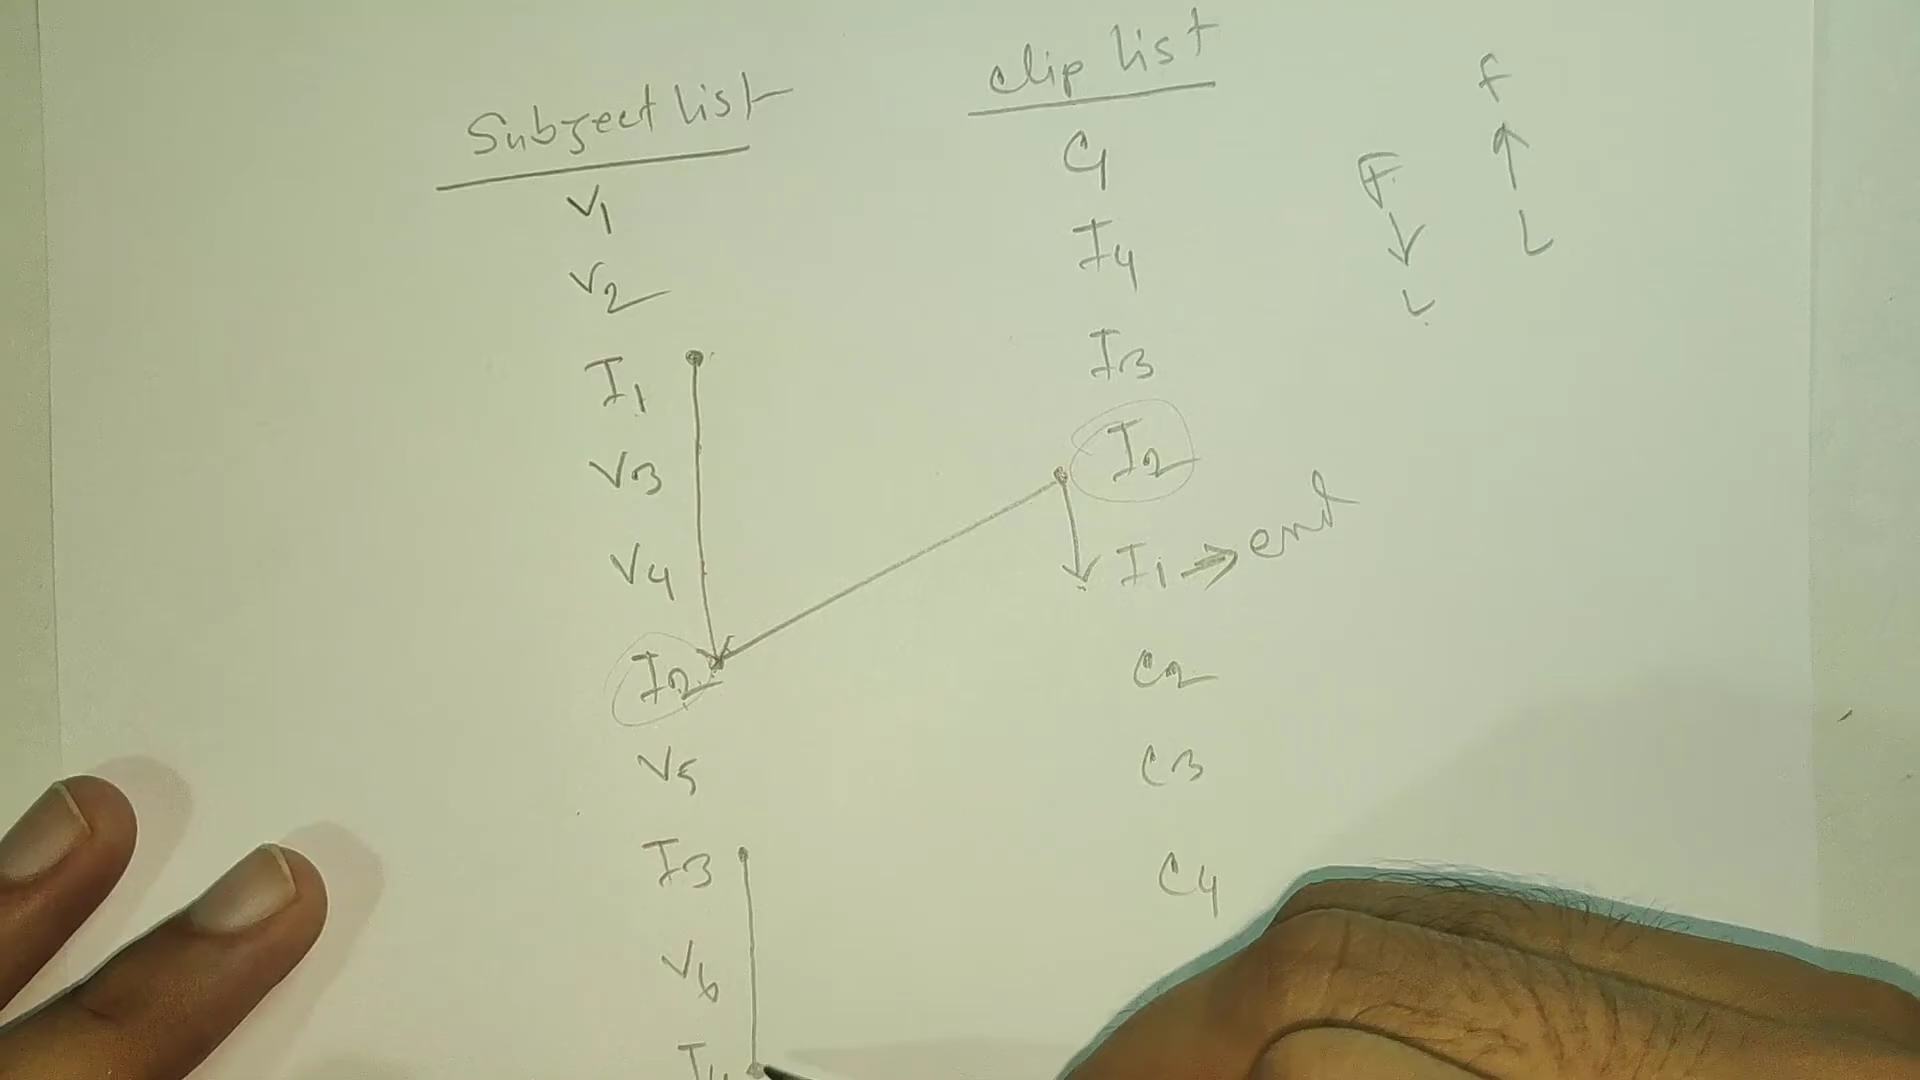 Subject list
V1
V2
I1
V3
V4
I2
V5
I3
V6
I4
Clip list
C1
I4
I3
I2
I1 → end
C2
C3
C4
F
↓
L
f
↑
L